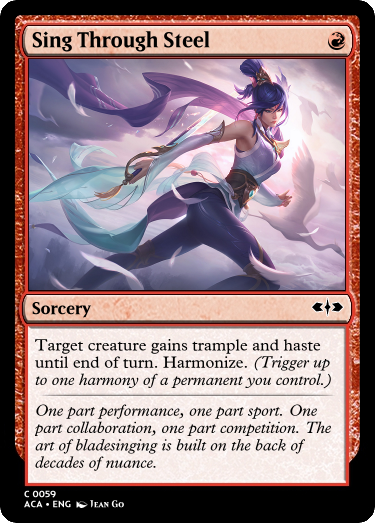 Sing Through Steel
Sorcery
Target creature gains trample and haste
until end of turn. Harmonize. (Trigger up
to one harmony of a permanent you control.)
One part performance, one part sport. One
part collaboration, one part competition. The
art of bladesinging is built on the back of
decades of nuance.
C 0059
ACA • ENG Jean Go